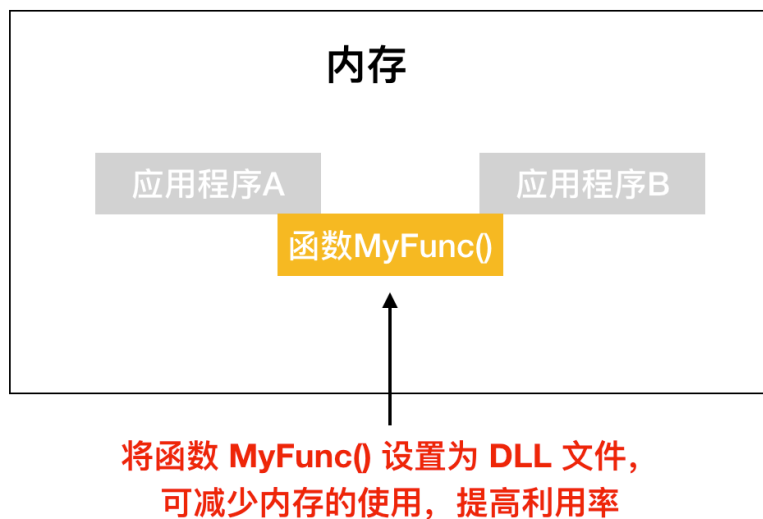 内存
应用程序A
应用程序B
函数MyFunc()
将函数 MyFunc() 设置为 DLL 文件，
可减少内存的使用，提高利用率